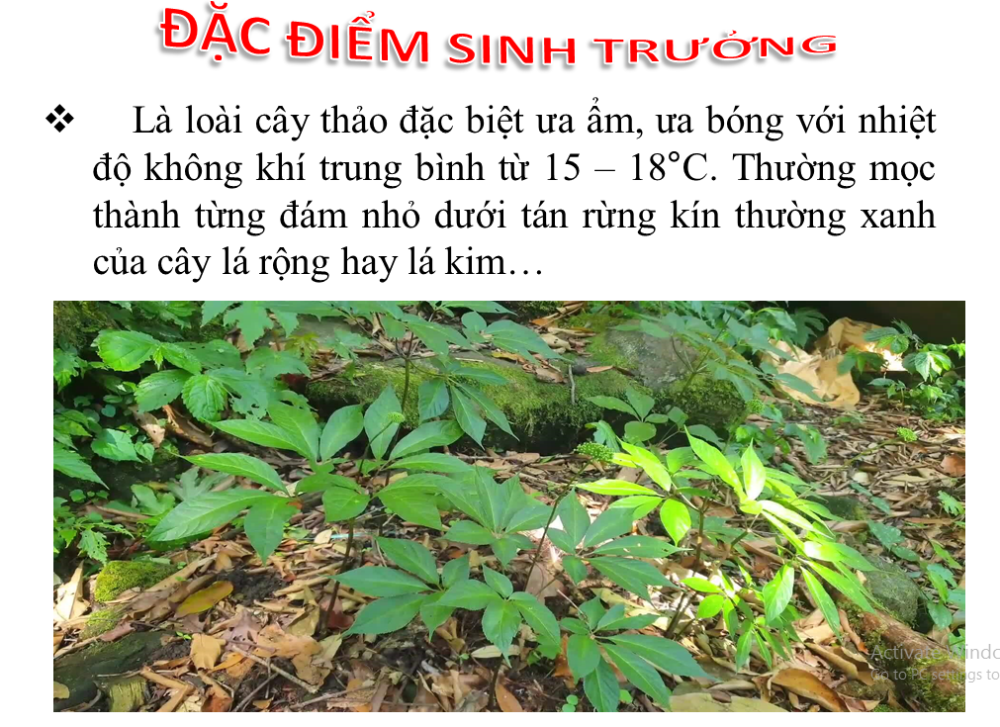 ĐẶC ĐIỂM SINH TRƯỞNG
❖ Là loài cây thảo đặc biệt ưa ẩm, ưa bóng với nhiệt
độ không khí trung bình từ 15 – 18°C. Thường mọc
thành từng đám nhỏ dưới tán rừng kín thường xanh
của cây lá rộng hay lá kim…
Activate Windo
Go to PC settings to